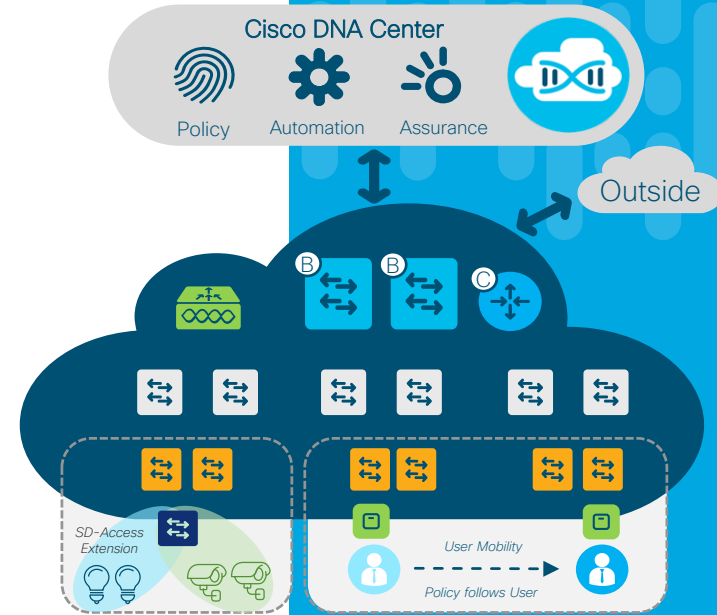 Cisco DNA Center
Policy
Automation
Assurance
Outside
B
B
C
SD-Access
Extension
User Mobility
Policy follows User